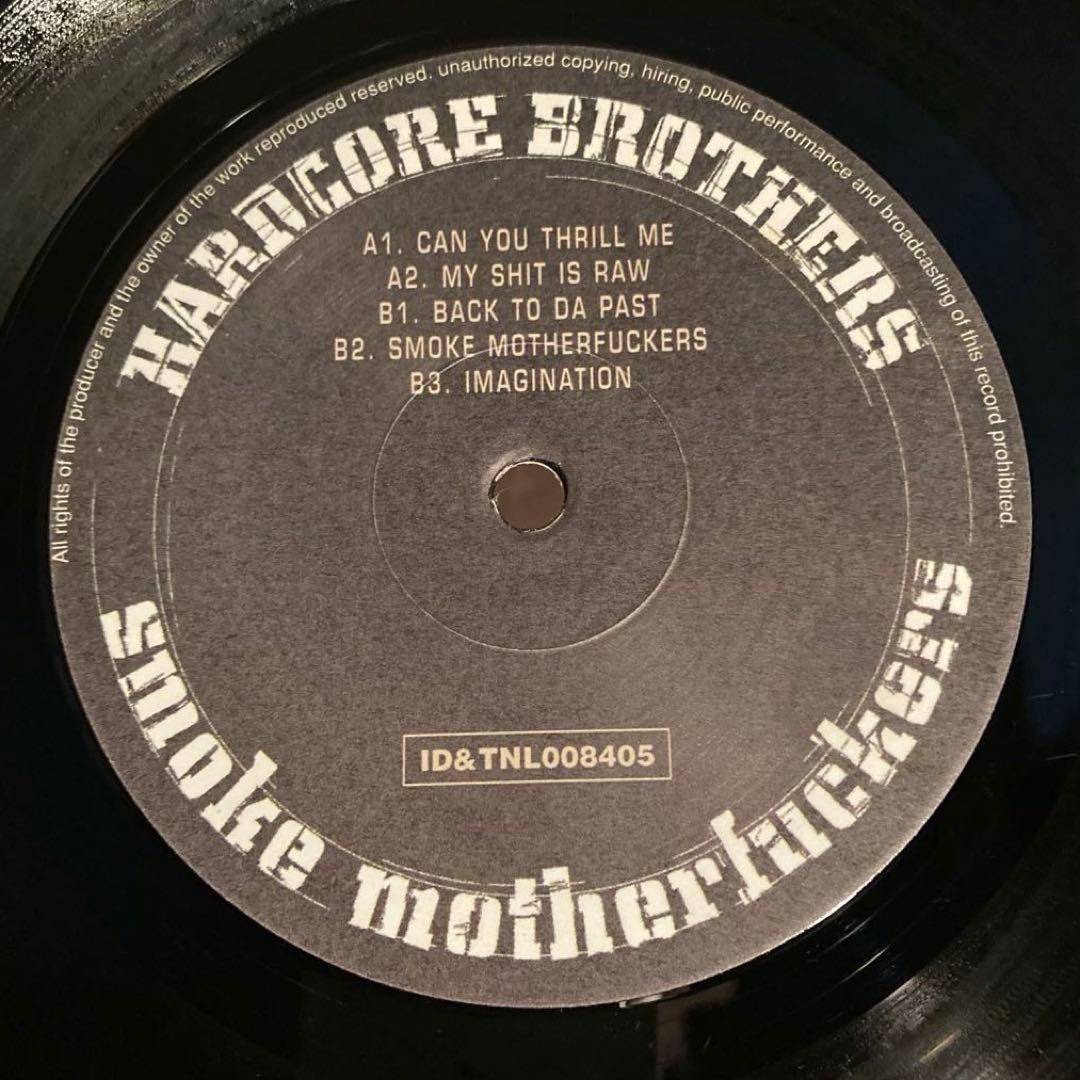 All rights of the producer and the owner of the work reproduced reserved. unauthorized copying, hiring, public performance and broadcasting of this record prohibited.
HARDCORE BROTHERS
A1. CAN YOU THRILL ME
A2. MY SHIT IS RAW
B1. BACK TO DA PAST
B2. SMOKE MOTHERFUCKERS
B3. IMAGINATION
ID&TNL008405
smoke motherfuckers